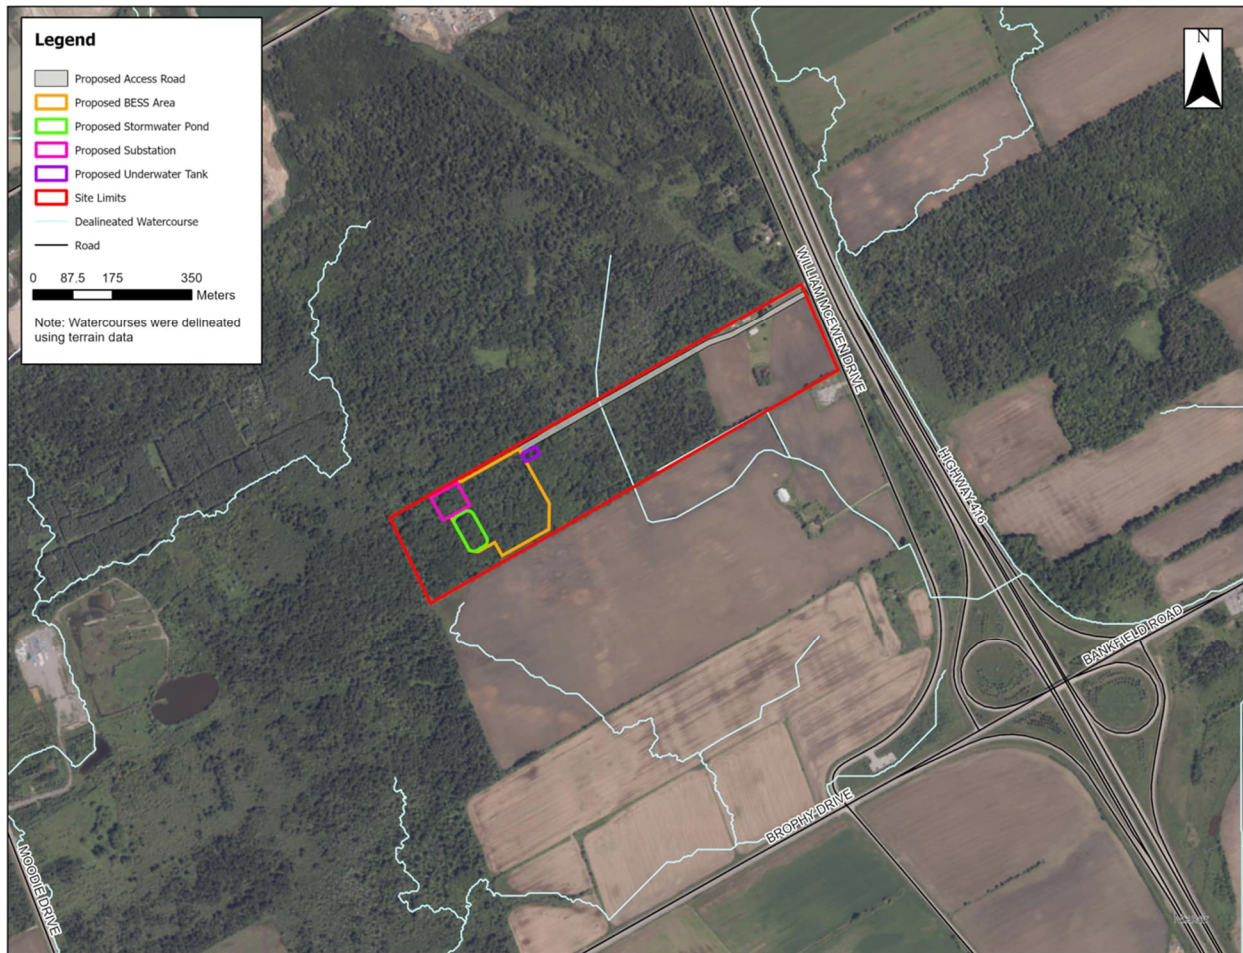 Legend
Proposed Access Road
Proposed BESS Area
Proposed Stormwater Pond
Proposed Substation
Proposed Underwater Tank
Site Limits
Dealineated Watercourse
Road
0 87.5 175 350
Meters
Note: Watercourses were delineated
using terrain data
N
WILLIAM MCEWEN DRIVE
HIGHWAY 416
BANKFIELD ROAD
BROPHY DRIVE
MOODIE DRIVE